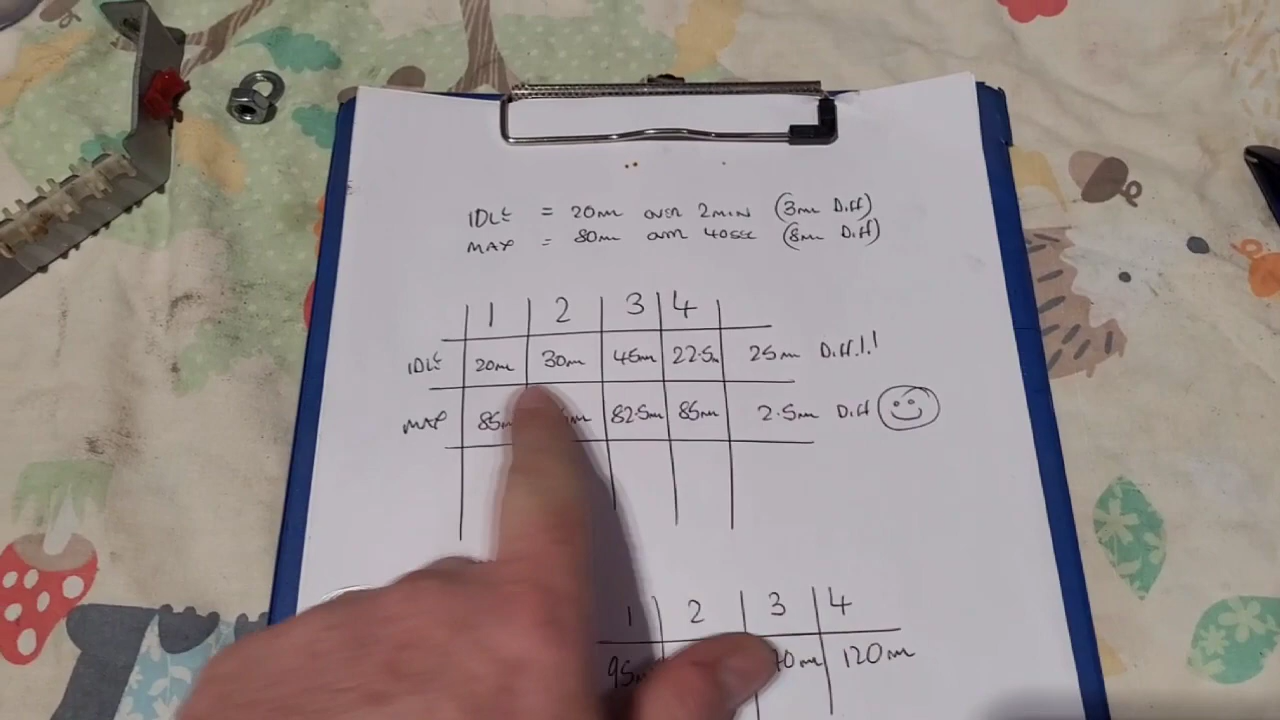 IDLE = 20ml over 2MIN (3ml Diff)
MAX = 80ml over 40sec (8ml Diff)
1 2 3 4
IDLE 20ml 30ml 45ml 22.5ml 25ml Diff!!
MAX 85ml 82.5ml 85ml 2.5ml Diff
1 2 3 4
95ml 120ml